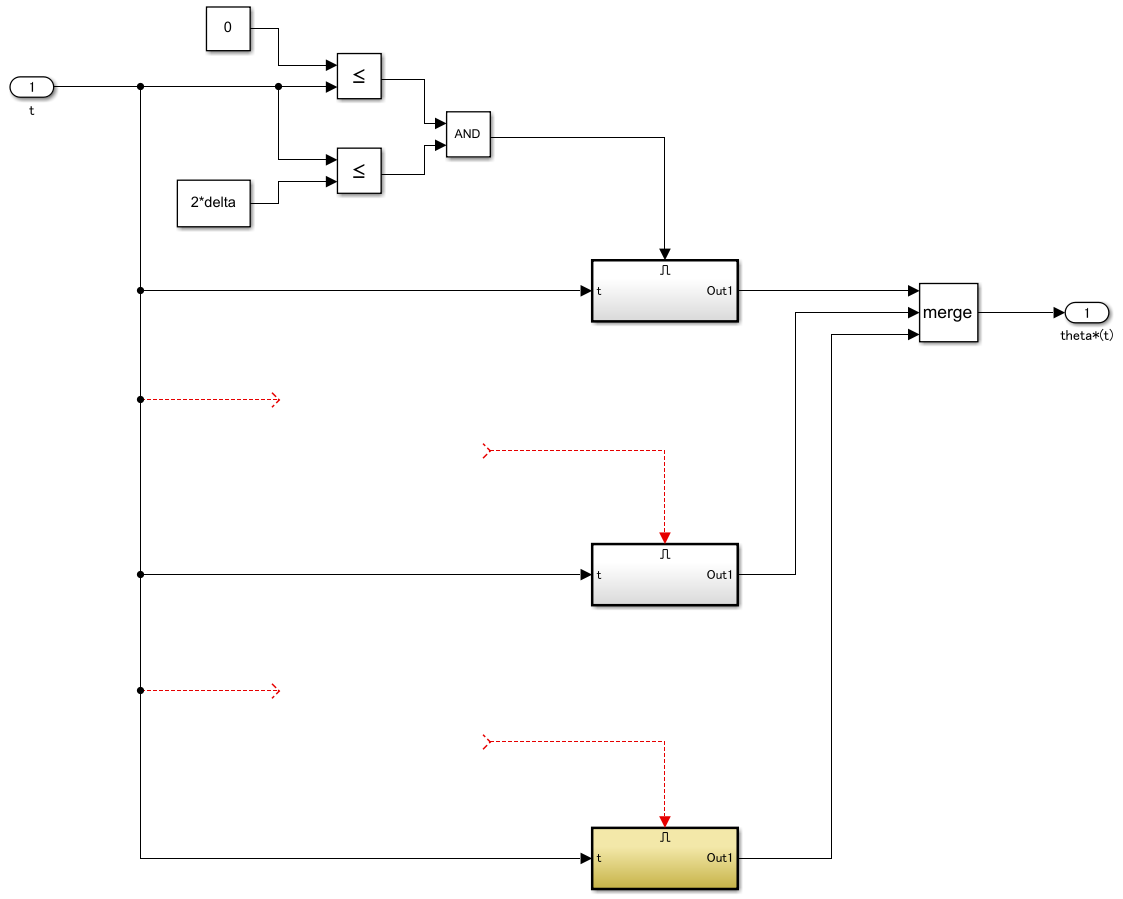 0
≤
1
t
AND
≤
2*delta
t
Out1
merge
1
theta*(t)
t
Out1
t
Out1